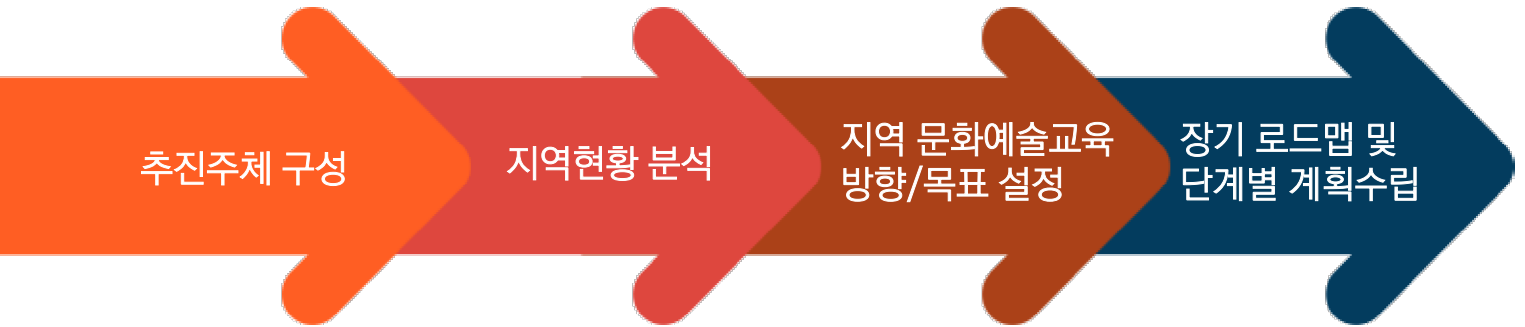 추진주체 구성
지역현황 분석
지역 문화예술교육
방향/목표 설정
장기 로드맵 및
단계별 계획수립